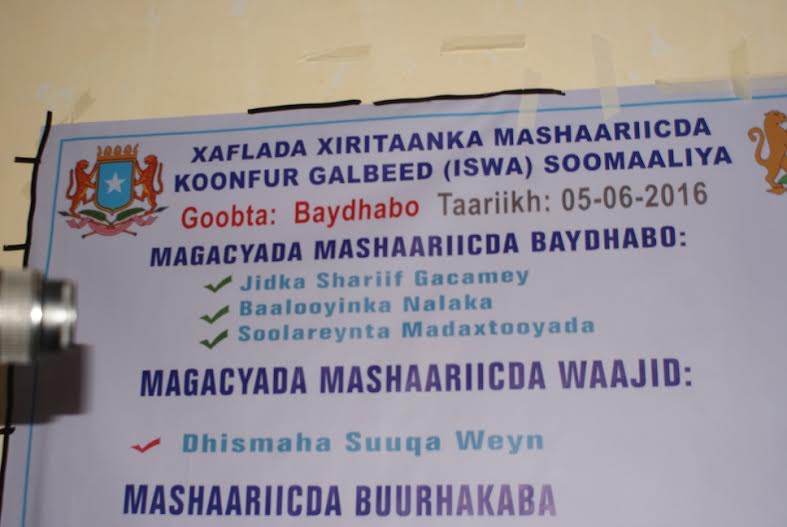 XAFLADA XIRITAANKA MASHAARIICDA
KOONFUR GALBEED (ISWA) SOOMAALIYA
Goobta: Baydhabo Taariikh: 05-06-2016
MAGACYADA MASHAARIICDA BAYDHABO:
Jidka Shariif Gacamey
Baalooyinka Nalaka
Soolareynta Madaxtooyada
MAGACYADA MASHAARIICDA WAAJID:
Dhismaha Suuqa Weyn
MASHAARIICDA BUURHAKABA